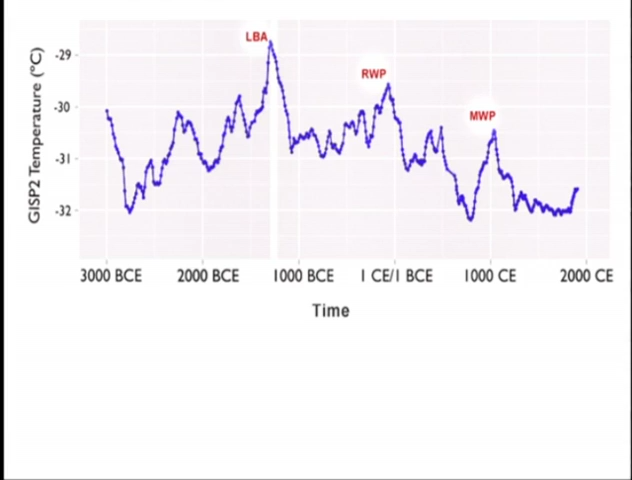 LBA
-29
RWP
-30
MWP
-31
-32
GISP2 Temperature (°C)
3000 BCE 2000 BCE 1000 BCE 1 CE/1 BCE 1000 CE 2000 CE
Time